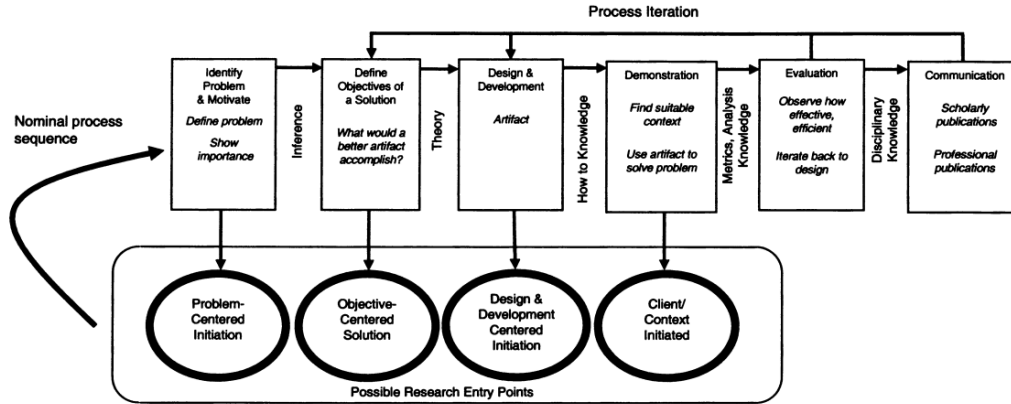 Process Iteration
Nominal process
sequence
Identify
Problem
& Motivate
Define problem
Show
importance
Inference
Define
Objectives of
a Solution
What would a
better artifact
accomplish?
Theory
Design &
Development
Artifact
How to Knowledge
Demonstration
Find suitable
context
Use artifact to
solve problem
Metrics, Analysis
Knowledge
Evaluation
Observe how
effective,
efficient
Iterate back to
design
Disciplinary
Knowledge
Communication
Scholarly
publications
Professional
publications
Problem-
Centered
Initiation
Objective-
Centered
Solution
Design &
Development
Centered
Initiation
Client/
Context
Initiated
Possible Research Entry Points